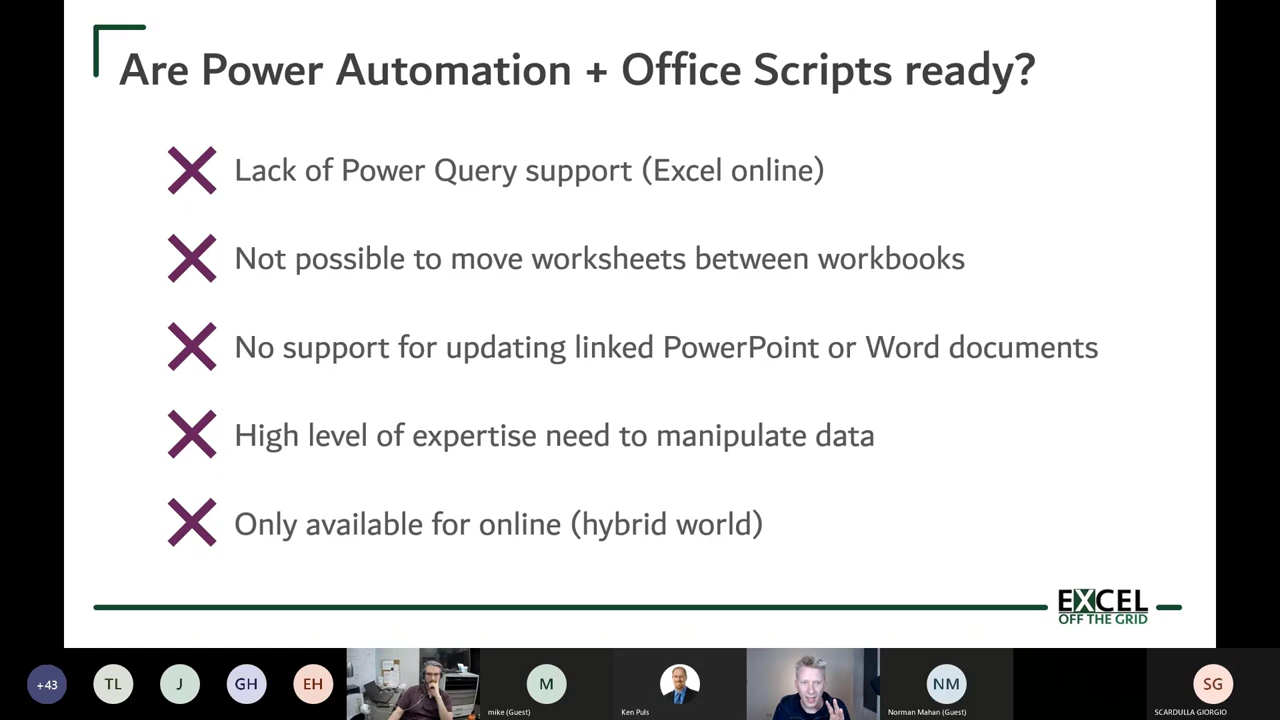 Are Power Automation + Office Scripts ready?
Lack of Power Query support (Excel online)
Not possible to move worksheets between workbooks
No support for updating linked PowerPoint or Word documents
High level of expertise need to manipulate data
Only available for online (hybrid world)
EXCEL
OFF THE GRID
+43
TL
J
GH
EH
M
mike (Guest)
Ken Puls
NM
Norman Mahan (Guest)
SG
SCARDULLA GIORGIO